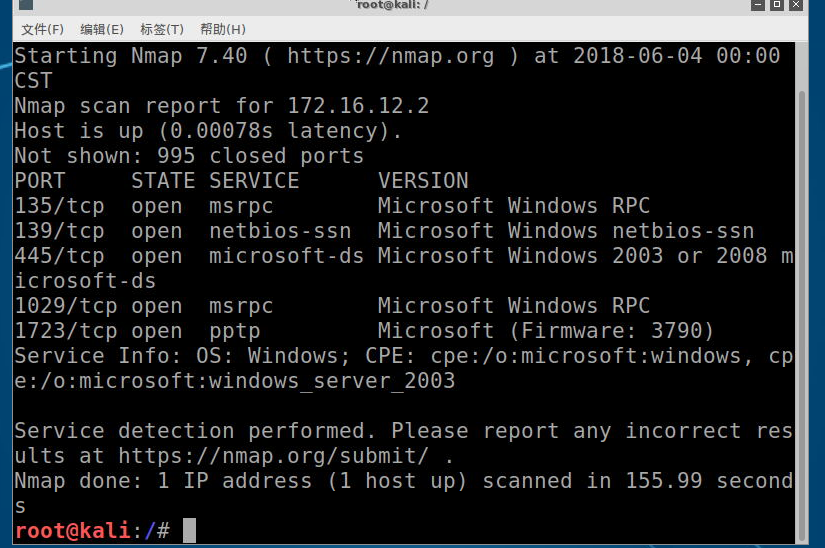 root@kali: /
文件(F) 编辑(E) 标签(T) 帮助(H)
Starting Nmap 7.40 ( https://nmap.org ) at 2018-06-04 00:00
CST
Nmap scan report for 172.16.12.2
Host is up (0.00078s latency).
Not shown: 995 closed ports
PORT     STATE SERVICE      VERSION
135/tcp  open  msrpc        Microsoft Windows RPC
139/tcp  open  netbios-ssn  Microsoft Windows netbios-ssn
445/tcp  open  microsoft-ds Microsoft Windows 2003 or 2008 m
icrosoft-ds
1029/tcp open  msrpc        Microsoft Windows RPC
1723/tcp open  pptp         Microsoft (Firmware: 3790)
Service Info: OS: Windows; CPE: cpe:/o:microsoft:windows, cp
e:/o:microsoft:windows_server_2003
Service detection performed. Please report any incorrect res
ults at https://nmap.org/submit/ .
Nmap done: 1 IP address (1 host up) scanned in 155.99 second
s
root@kali:/#